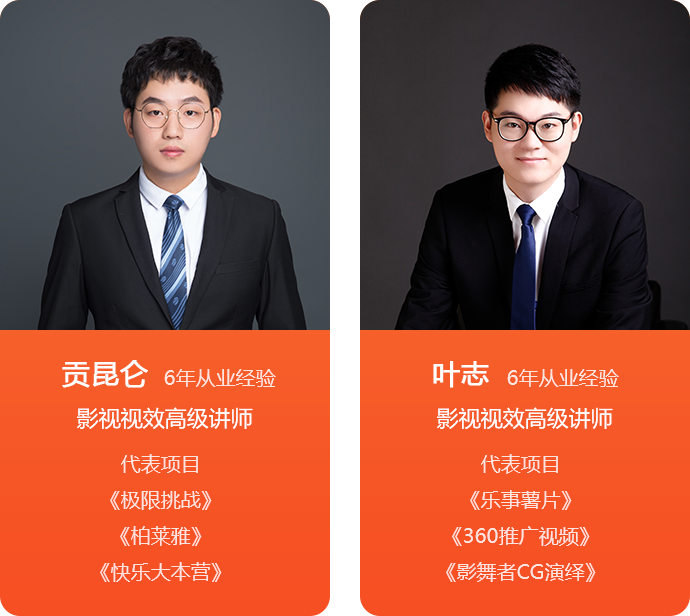 贡昆仑 6年从业经验
影视视效高级讲师
代表项目
《极限挑战》
《柏莱雅》
《快乐大本营》
叶志 6年从业经验
影视视效高级讲师
代表项目
《乐事薯片》
《360推广视频》
《影舞者CG演绎》